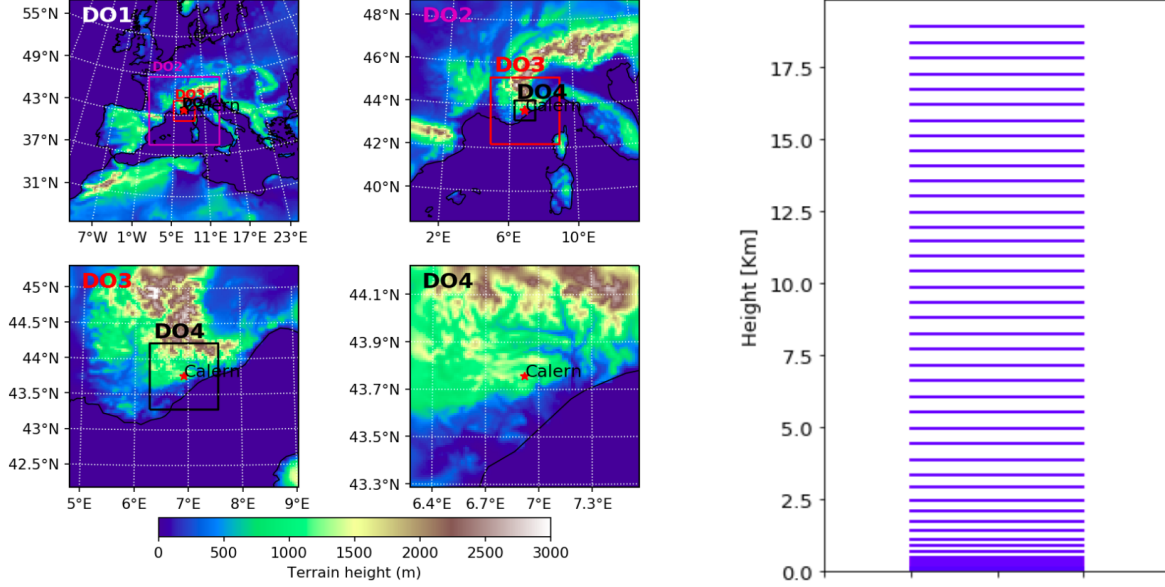 DO1
55°N
49°N
43°N
37°N
31°N
DO2
DO3
Calern
7°W 1°W 5°E 11°E 17°E 23°E
DO2
48°N
46°N
44°N
42°N
40°N
DO3
DO4
Calern
2°E 6°E 10°E
DO3
45°N
44.5°N
44°N
43.5°N
43°N
42.5°N
DO4
Calern
5°E 6°E 7°E 8°E 9°E
DO4
44.1°N
43.9°N
43.7°N
43.5°N
43.3°N
Calern
6.4°E 6.7°E 7°E 7.3°E
0 500 1000 1500 2000 2500 3000
Terrain height (m)
Height [Km]
17.5
15.0
12.5
10.0
7.5
5.0
2.5
0.0